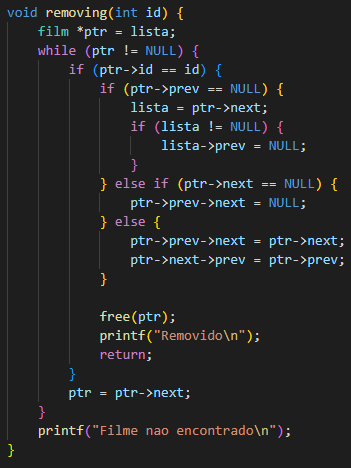 void removing(int id) {
    film *ptr = lista;
    while (ptr != NULL) {
        if (ptr->id == id) {
            if (ptr->prev == NULL) {
                lista = ptr->next;
                if (lista != NULL) {
                    lista->prev = NULL;
                }
            } else if (ptr->next == NULL) {
                ptr->prev->next = NULL;
            } else {
                ptr->prev->next = ptr->next;
                ptr->next->prev = ptr->prev;
            }

            free(ptr);
            printf("Removido\n");
            return;
        }
        ptr = ptr->next;
    }
    printf("Filme nao encontrado\n");
}